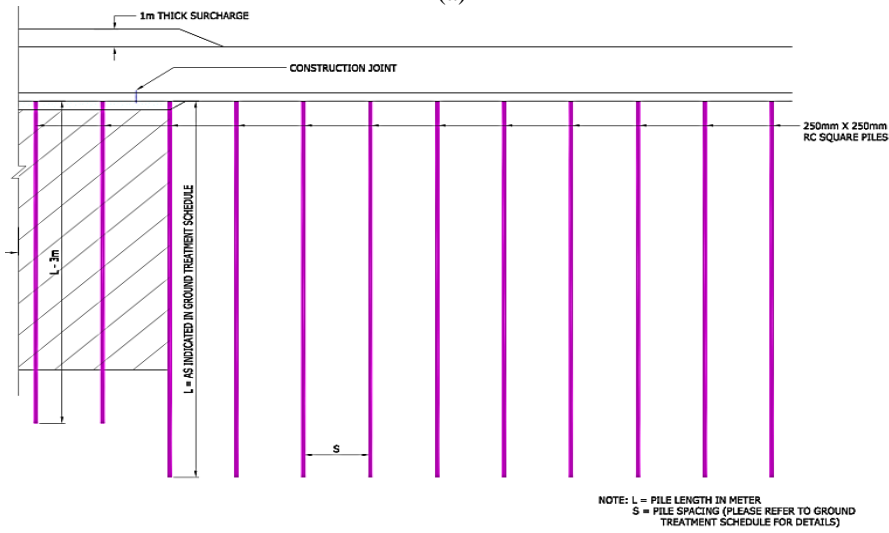 1m THICK SURCHARGE
CONSTRUCTION JOINT
250mm X 250mm
RC SQUARE PILES
L - 3m
L = AS INDICATED IN GROUND TREATMENT SCHEDULE
S
NOTE: L = PILE LENGTH IN METER
S = PILE SPACING (PLEASE REFER TO GROUND
TREATMENT SCHEDULE FOR DETAILS)